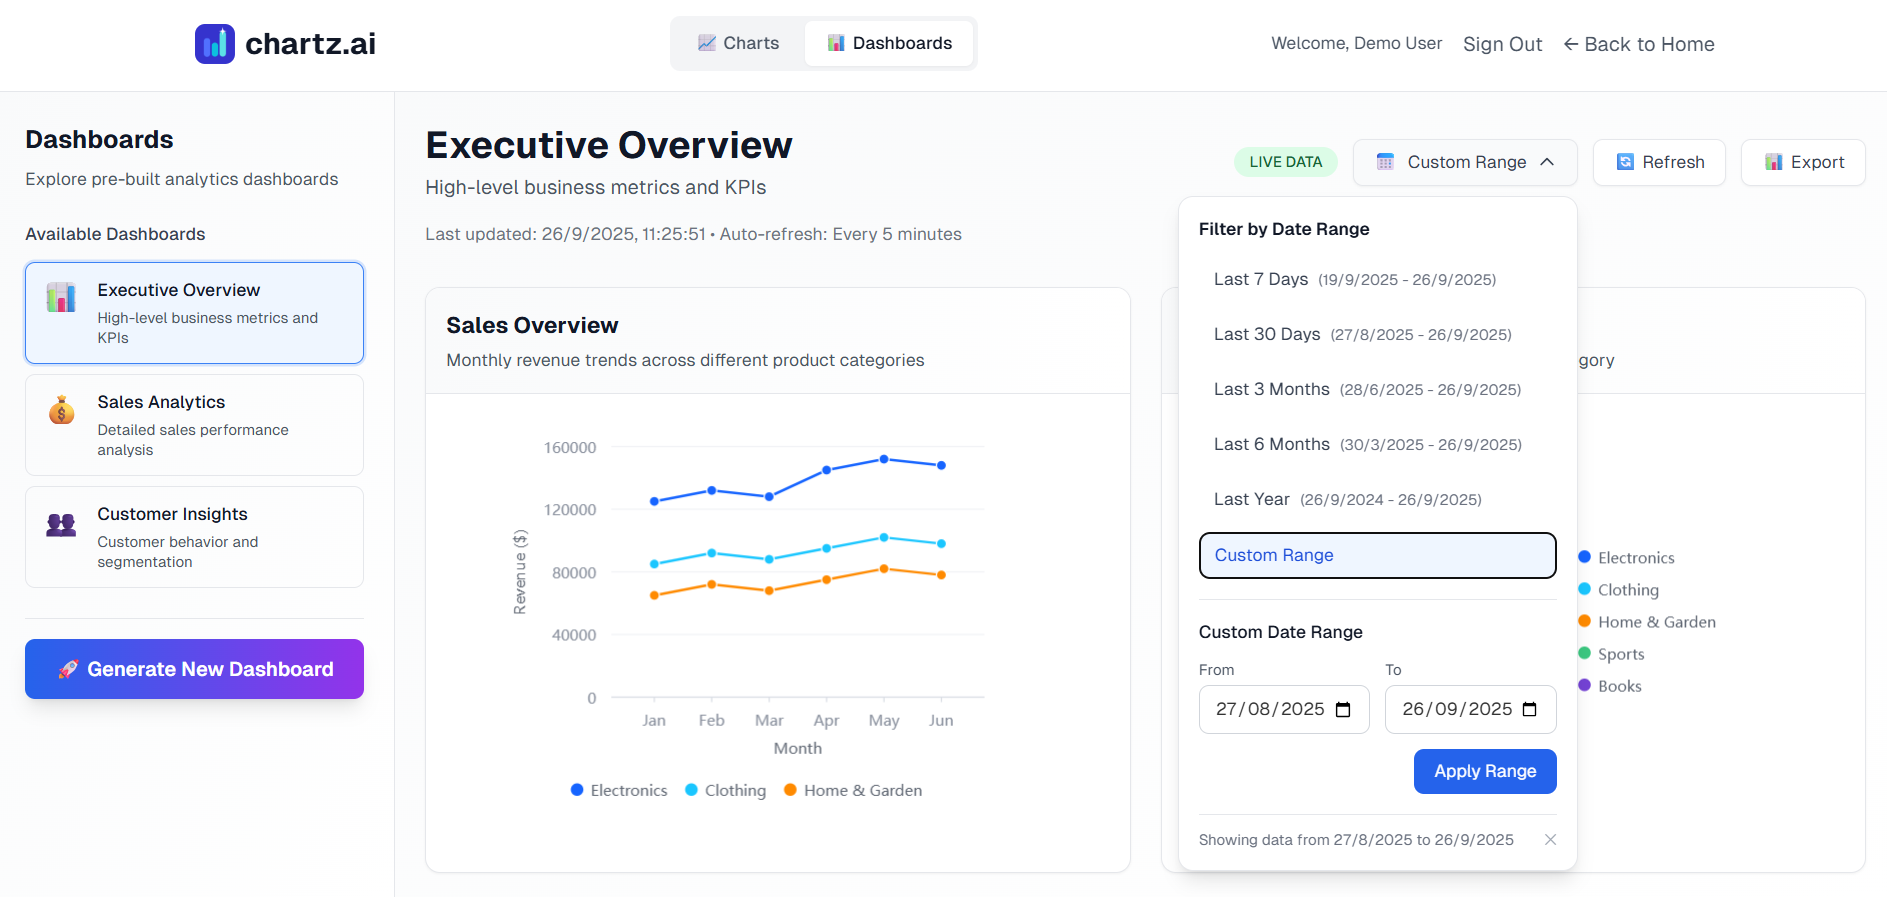 chartz.ai
Charts
Dashboards
Welcome, Demo User
Sign Out
← Back to Home
Dashboards
Explore pre-built analytics dashboards
Available Dashboards
Executive Overview
High-level business metrics and
KPIs
Sales Analytics
Detailed sales performance
analysis
Customer Insights
Customer behavior and
segmentation
Generate New Dashboard
Executive Overview
High-level business metrics and KPIs
Last updated: 26/9/2025, 11:25:51 • Auto-refresh: Every 5 minutes
LIVE DATA
Custom Range
Refresh
Export
Sales Overview
Monthly revenue trends across different product categories
160000
120000
80000
40000
0
Revenue ($)
Jan Feb Mar Apr May Jun
Month
Electronics Clothing Home & Garden
Filter by Date Range
Last 7 Days (19/9/2025 - 26/9/2025)
Last 30 Days (27/8/2025 - 26/9/2025)
Last 3 Months (28/6/2025 - 26/9/2025)
Last 6 Months (30/3/2025 - 26/9/2025)
Last Year (26/9/2024 - 26/9/2025)
Custom Range
Custom Date Range
From To
27/08/2025 26/09/2025
Apply Range
Showing data from 27/8/2025 to 26/9/2025
gory
Electronics
Clothing
Home & Garden
Sports
Books